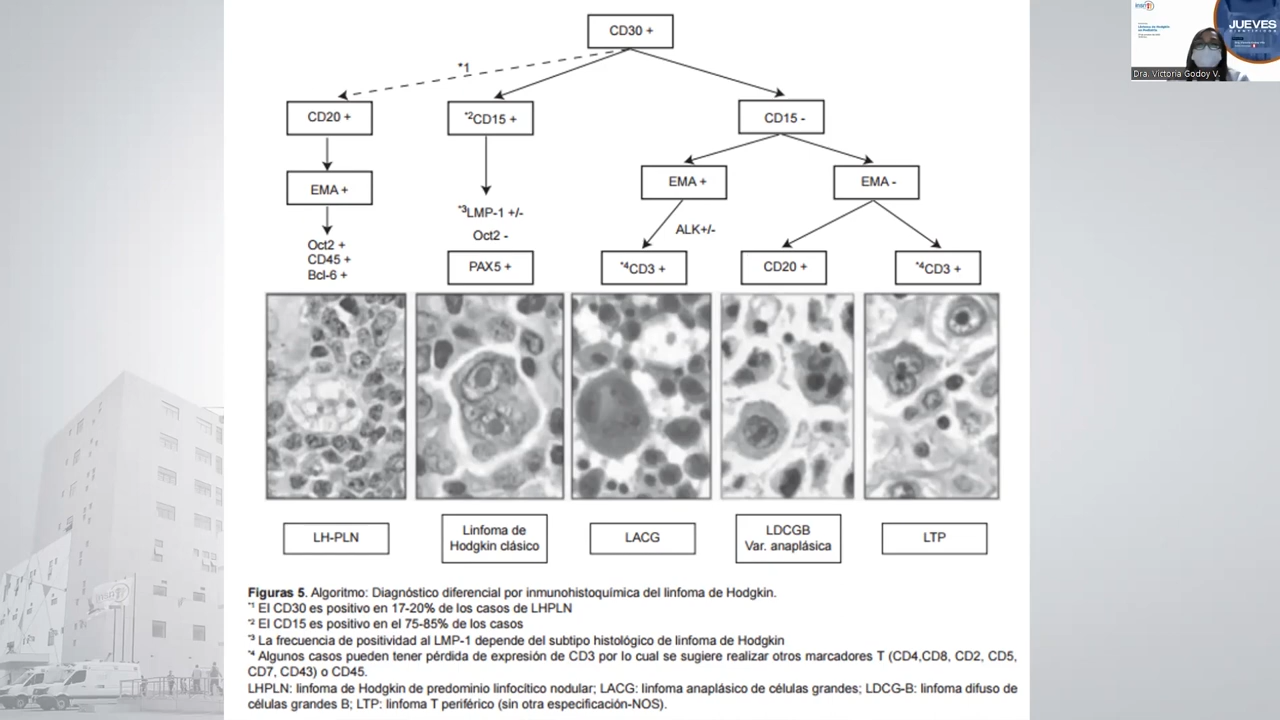 CD30 +
*1
CD20 +
*2CD15 +
CD15 -
EMA +
EMA +
EMA -
Oct2 +
CD45 +
Bcl-6 +
*3LMP-1 +/-
Oct2 -
ALK+/-
PAX5 +
*4CD3 +
CD20 +
*4CD3 +
LH-PLN
Linfoma de
Hodgkin clásico
LACG
LDCGB
Var. anaplásica
LTP
Figuras 5. Algoritmo: Diagnóstico diferencial por inmunohistoquímica del linfoma de Hodgkin.
*1 El CD30 es positivo en 17-20% de los casos de LHPLN
*2 El CD15 es positivo en el 75-85% de los casos
*3 La frecuencia de positividad al LMP-1 depende del subtipo histológico de linfoma de Hodgkin
*4 Algunos casos pueden tener pérdida de expresión de CD3 por lo cual se sugiere realizar otros marcadores T (CD4,CD8, CD2, CD5,
CD7, CD43) o CD45.
LHPLN: linfoma de Hodgkin de predominio linfocítico nodular; LACG: linfoma anaplásico de células grandes; LDCG-B: linfoma difuso de
células grandes B; LTP: linfoma T periférico (sin otra especificación-NOS).
JUEVES
CIENTÍFICOS
Linfoma de Hodgkin
en Pediatría
Dra. Victoria Godoy V.